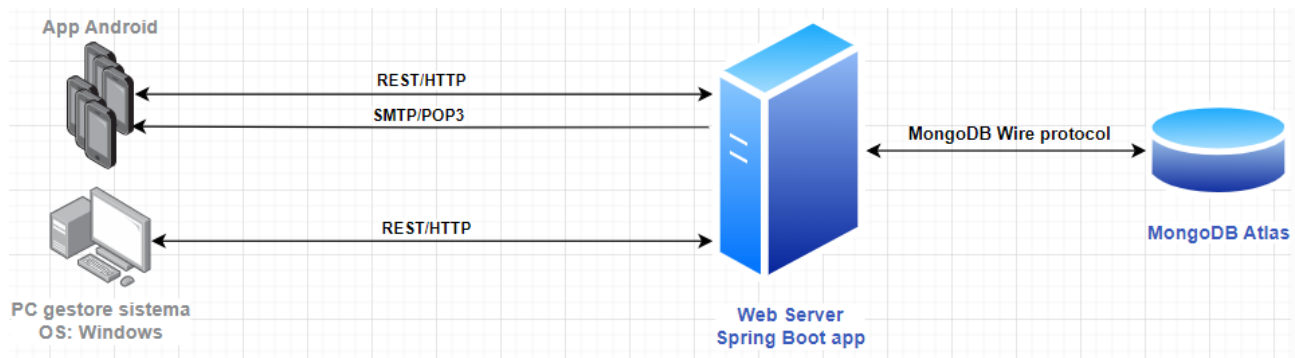 App Android
REST/HTTP
SMTP/POP3
MongoDB Wire protocol
REST/HTTP
MongoDB Atlas
PC gestore sistema
OS: Windows
Web Server
Spring Boot app